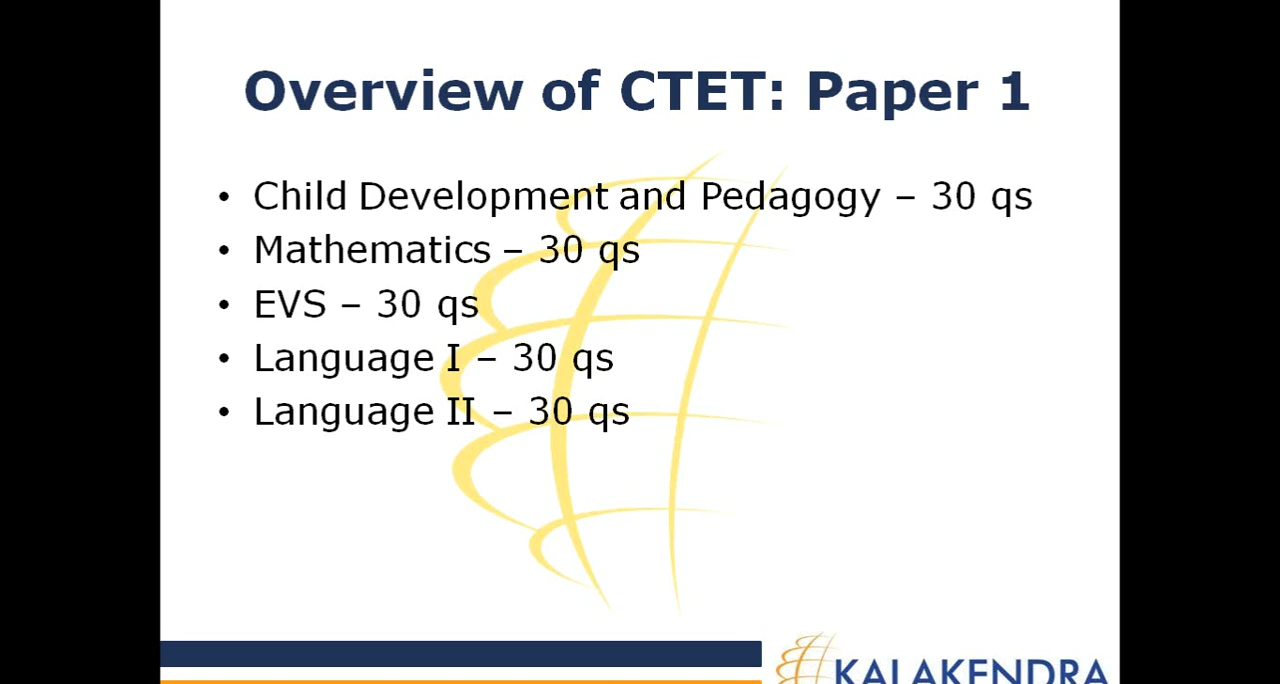 Overview of CTET: Paper 1
• Child Development and Pedagogy – 30 qs
• Mathematics – 30 qs
• EVS – 30 qs
• Language I – 30 qs
• Language II – 30 qs
KALAKENDRA